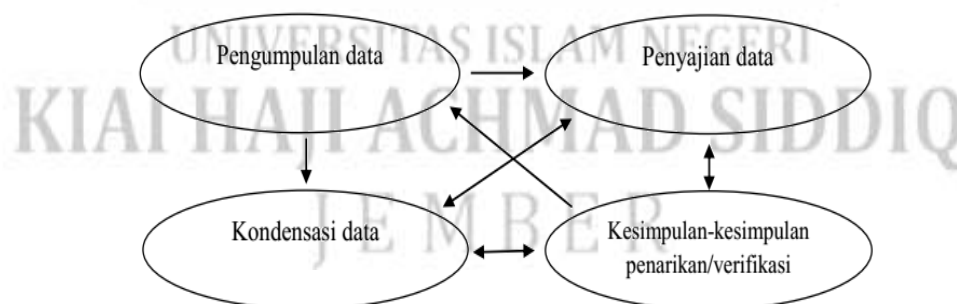 UNIVERSITAS ISLAM NEGERI
Pengumpulan data
Penyajian data
KIAI HAJI ACHMAD SIDDIQ
Kondensasi data
Kesimpulan-kesimpulan
penarikan/verifikasi
JEMBER